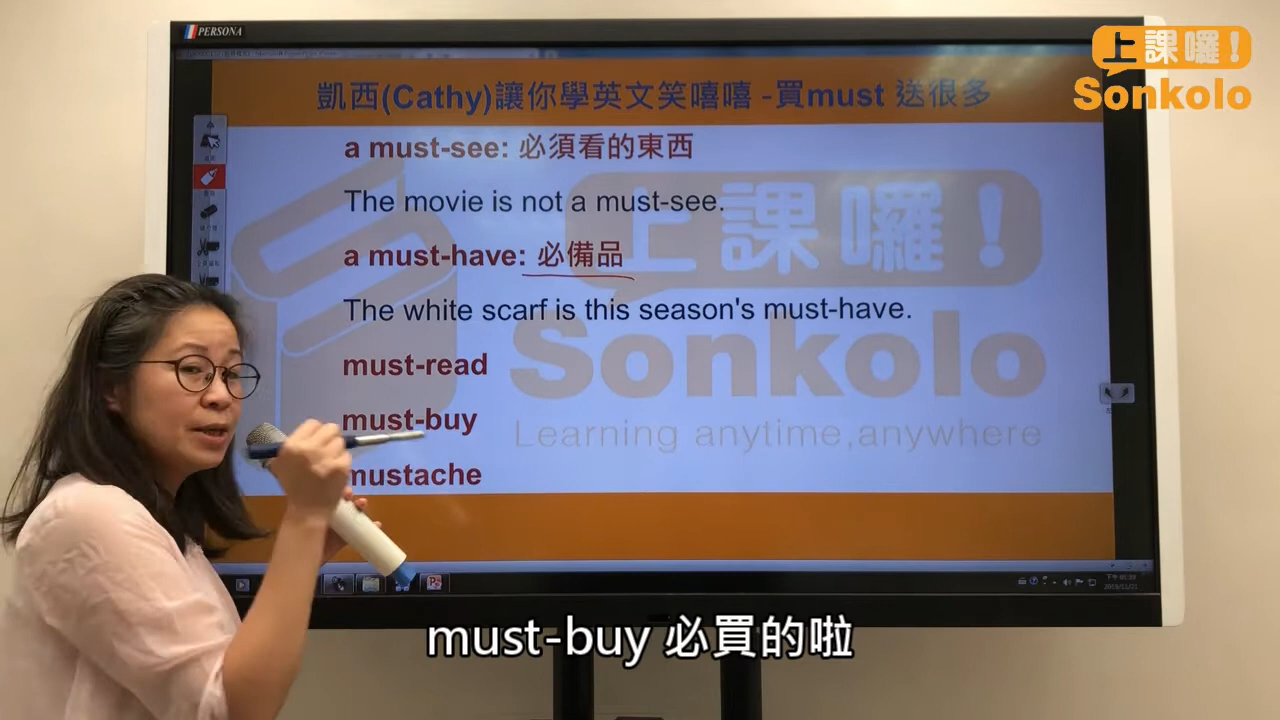 PERSONA
上課囉!
Sonkolo
凱西(Cathy)讓你學英文笑嘻嘻 -買must 送很多
a must-see: 必須看的東西
The movie is not a must-see.
a must-have: 必備品
The white scarf is this season's must-have.
must-read
must-buy
mustache
上課囉!
Sonkolo
Learning anytime,anywhere
must-buy 必買的啦